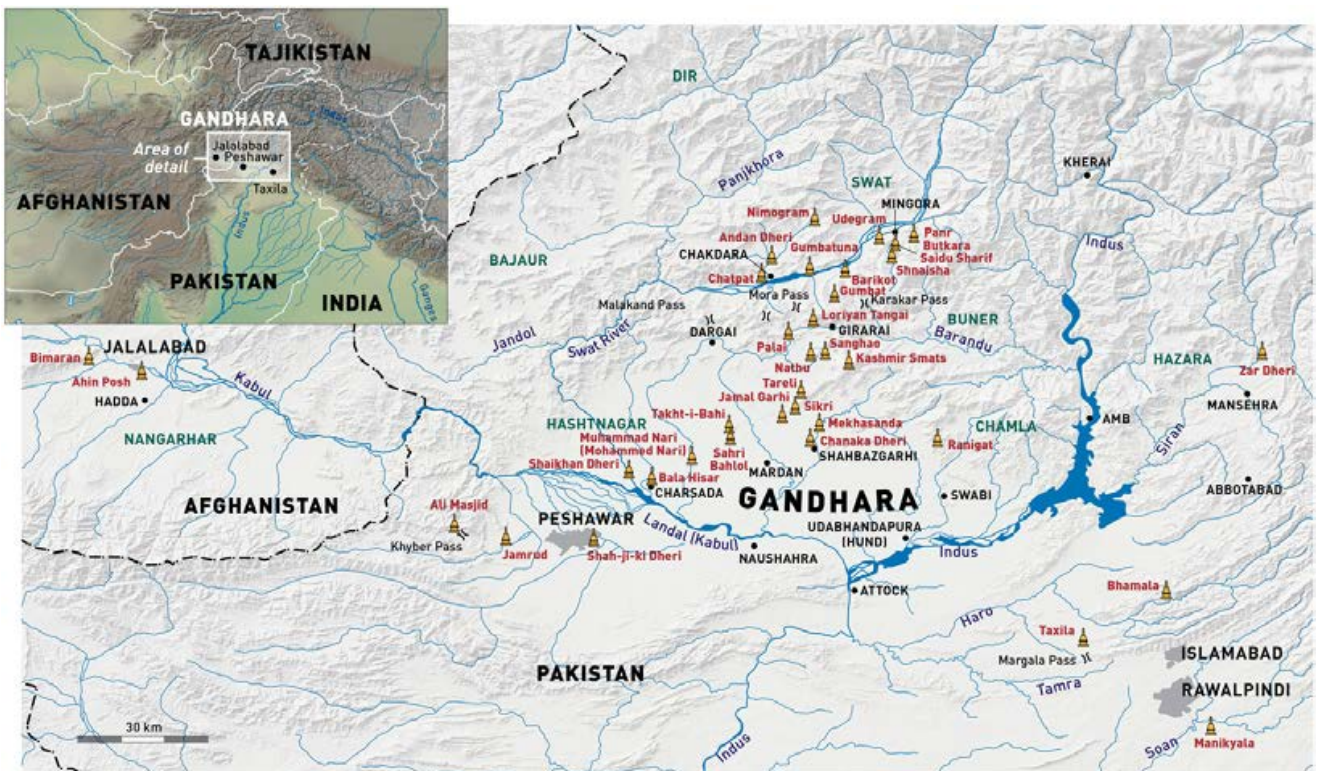 TAJIKISTAN
Indus
GANDHARA
Jalalabad
Area of
detail
Peshawar
Taxila
AFGHANISTAN
Indus
PAKISTAN
INDIA
Ganges
DIR
Panjkhora
KHERAI
SWAT
MINGORA
Nimogram
Udegram
Panr
Butkara
Saidu Sharif
Shnaisha
Andan Dheri
Gumbatuna
CHAKDARA
Chatpat
Barikot
Gumbat
Indus
BAJAUR
Malakand Pass
Mora Pass
Karakar Pass
Loriyan Tangai
BUNER
DARGAI
GIRARAI
Barandu
Jandol
Swat River
Palai
Sanghao
Nathu
Kashmir Smats
HAZARA
Zar Dheri
JALALABAD
Bimaran
Ahin Posh
Kabul
HADDA
NANGARHAR
Tareli
Jamal Garhi
Sikri
MANSEHRA
HASHTNAGAR
Takht-i-Bahi
Mekhasanda
CHAMLA
AMB
Siran
Muhammad Nari
(Mohammed Nari)
Sahri
Bahlol
Chanaka Dheri
SHAHBAZGARHI
Ranigat
Shaikhan Dheri
Bala Hisar
CHARSADA
MARDAN
GANDHARA
SWABI
ABBOTABAD
AFGHANISTAN
Ali Masjid
Khyber Pass
Jamrud
PESHAWAR
Shah-ji-ki Dheri
Landai (Kabul)
NAUSHAHRA
UDABHANDAPURA
(HUND)
Indus
ATTOCK
Bhamala
Haro
Taxila
Margala Pass
Tamra
ISLAMABAD
RAWALPINDI
PAKISTAN
30 km
Indus
Soan
Manikyala